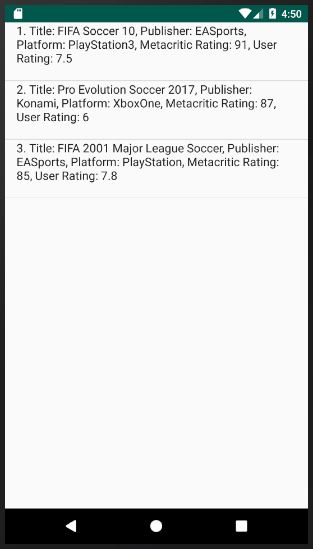 4:50
1. Title: FIFA Soccer 10, Publisher: EASports,
Platform: PlayStation3, Metacritic Rating: 91, User
Rating: 7.5
2. Title: Pro Evolution Soccer 2017, Publisher:
Konami, Platform: XboxOne, Metacritic Rating: 87,
User Rating: 6
3. Title: FIFA 2001 Major League Soccer, Publisher:
EASports, Platform: PlayStation, Metacritic Rating:
85, User Rating: 7.8